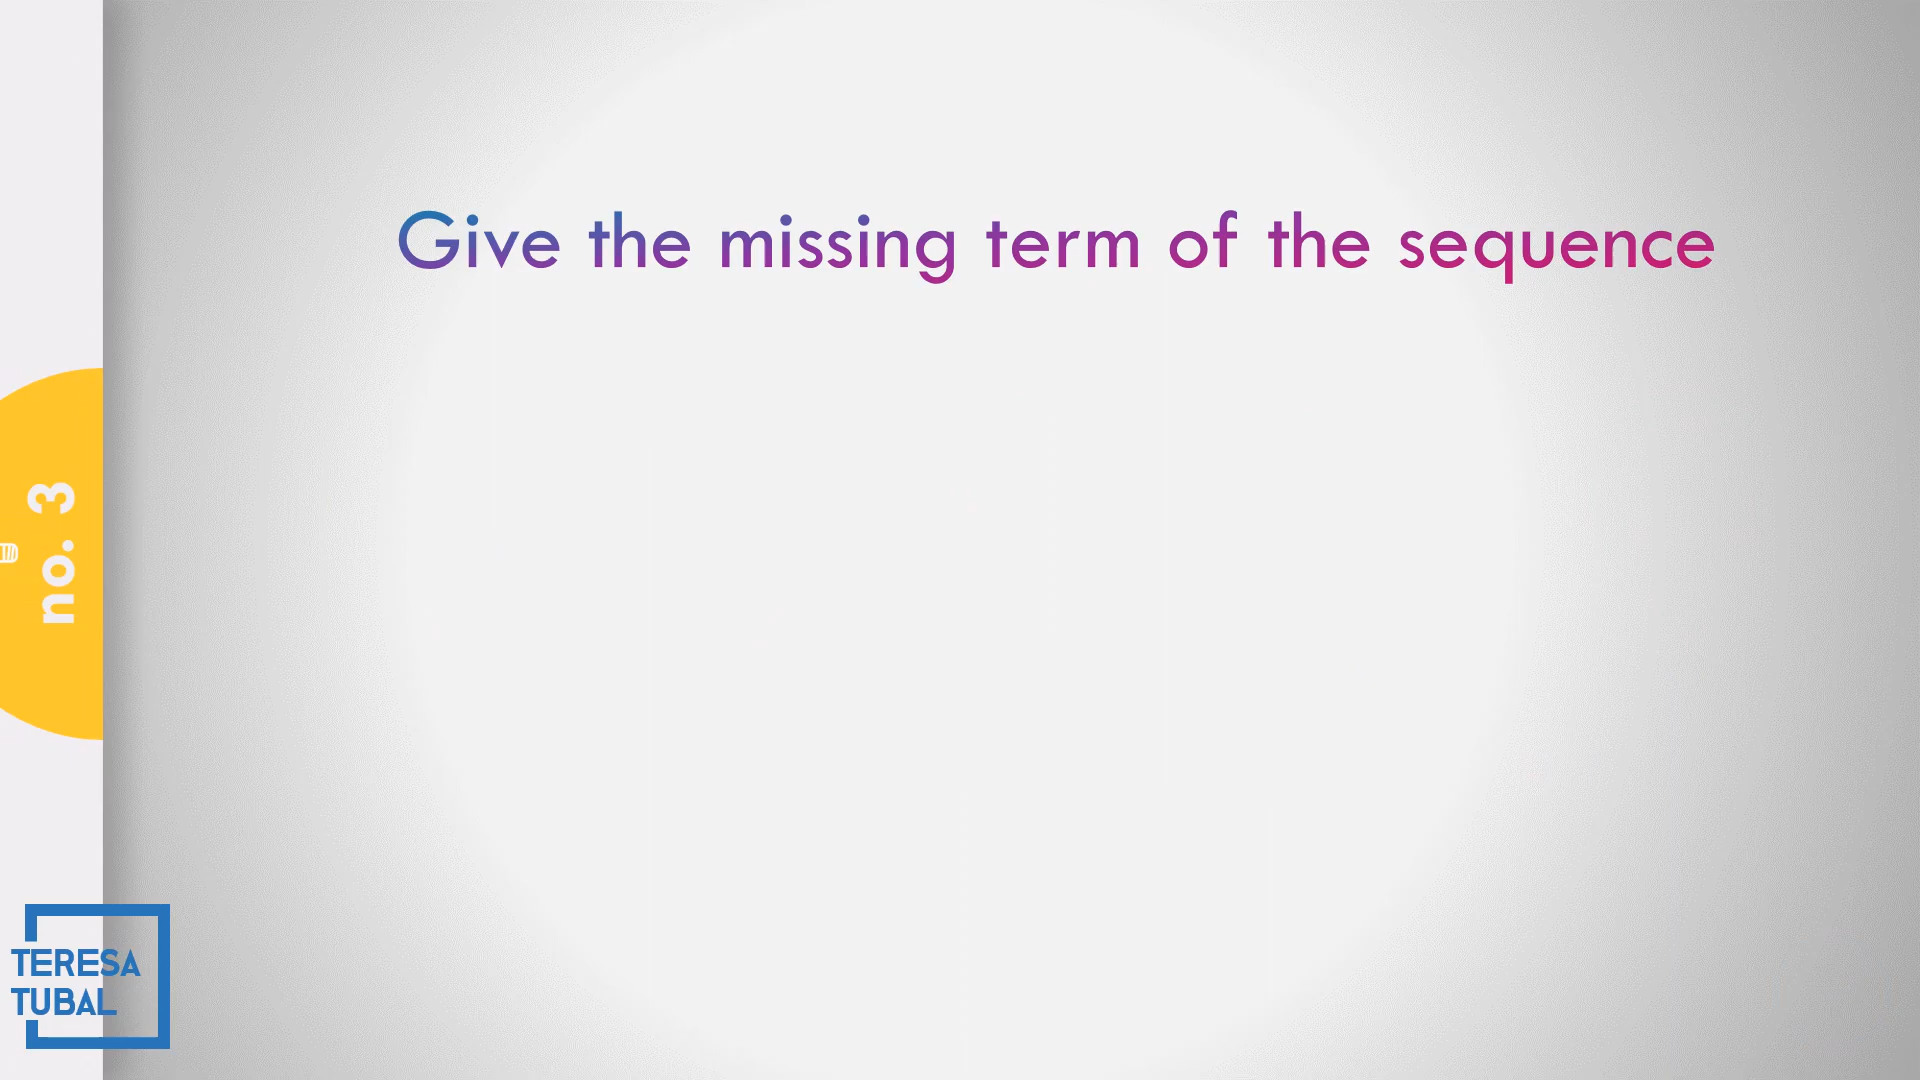 Give the missing term of the sequence
no. 3
TERESA
TUBAL